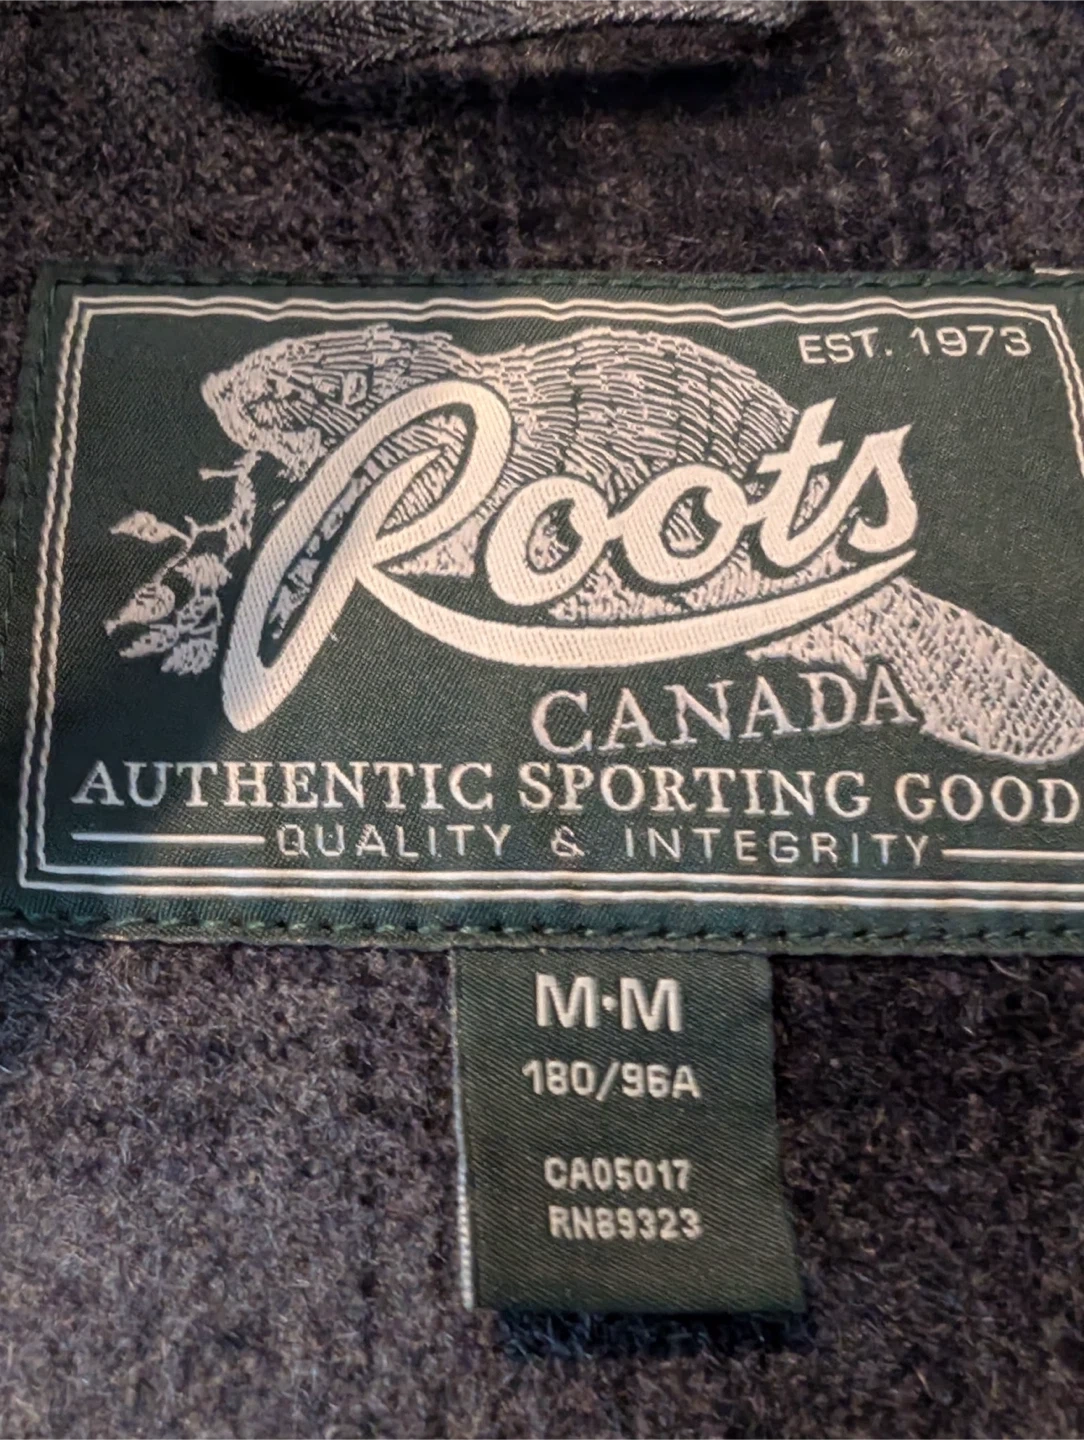 EST. 1973
Roots
CANADA
AUTHENTIC SPORTING GOOD
QUALITY & INTEGRITY
M·M
180/96A
CA05017
RN89323